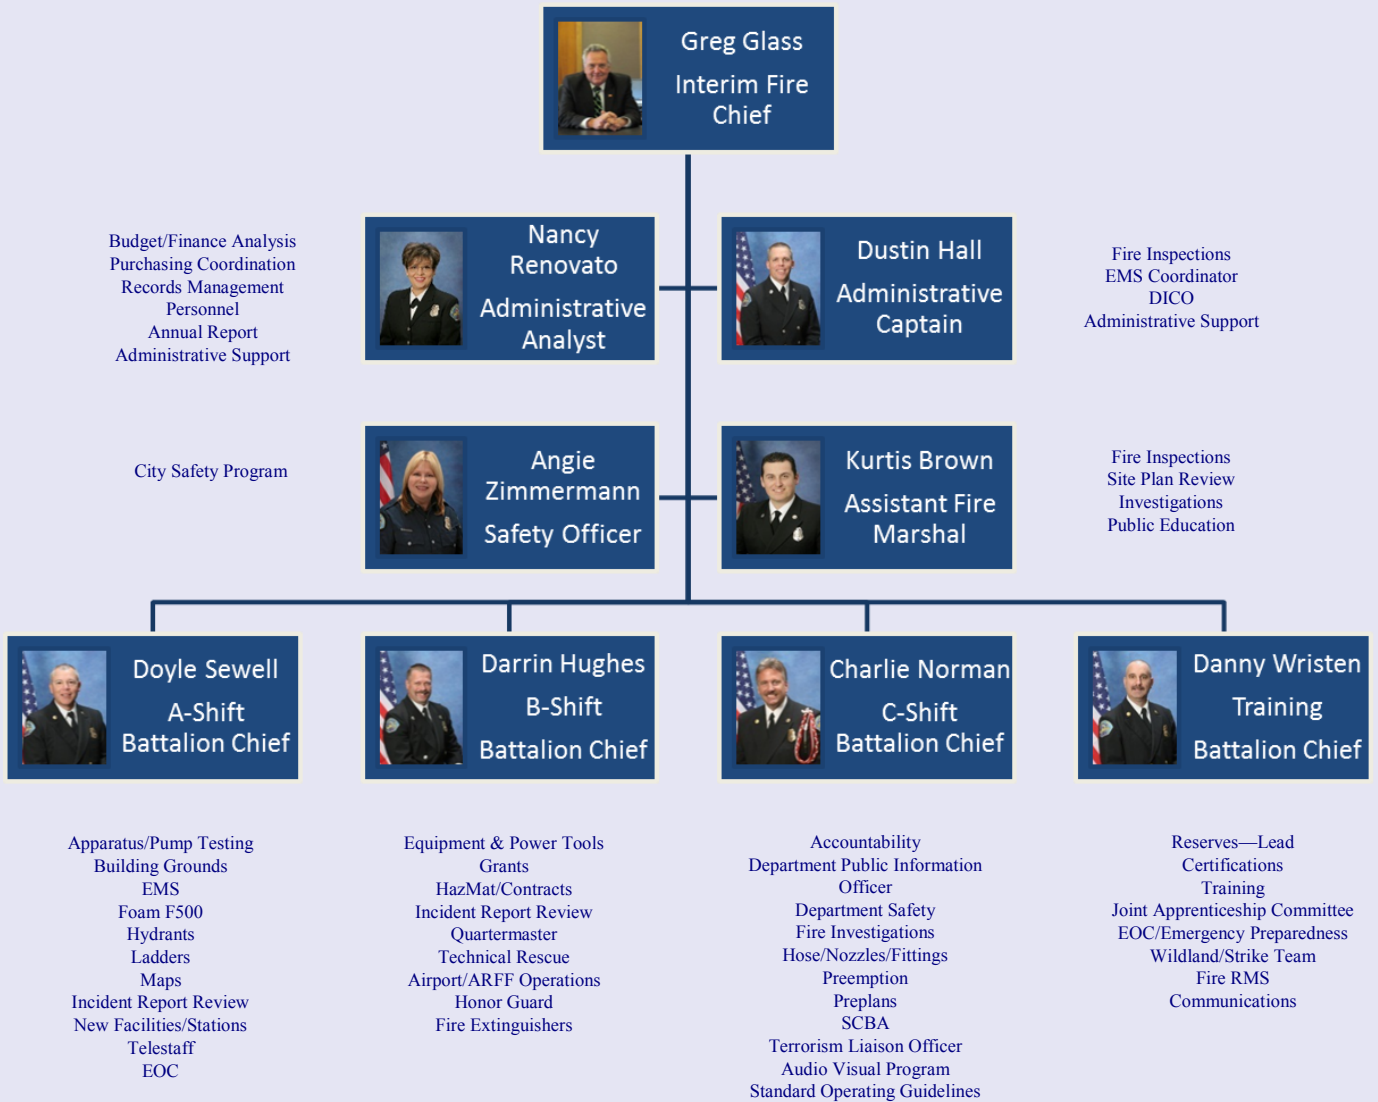 Greg Glass
Interim Fire
Chief
Budget/Finance Analysis
Purchasing Coordination
Records Management
Personnel
Annual Report
Administrative Support
Nancy
Renovato
Administrative
Analyst
Dustin Hall
Administrative
Captain
Fire Inspections
EMS Coordinator
DICO
Administrative Support
City Safety Program
Angie
Zimmermann
Safety Officer
Kurtis Brown
Assistant Fire
Marshal
Fire Inspections
Site Plan Review
Investigations
Public Education
Doyle Sewell
A-Shift
Battalion Chief
Darrin Hughes
B-Shift
Battalion Chief
Charlie Norman
C-Shift
Battalion Chief
Danny Wristen
Training
Battalion Chief
Apparatus/Pump Testing
Building Grounds
EMS
Foam F500
Hydrants
Ladders
Maps
Incident Report Review
New Facilities/Stations
Telestaff
EOC
Equipment & Power Tools
Grants
HazMat/Contracts
Incident Report Review
Quartermaster
Technical Rescue
Airport/ARFF Operations
Honor Guard
Fire Extinguishers
Accountability
Department Public Information
Officer
Department Safety
Fire Investigations
Hose/Nozzles/Fittings
Preemption
Preplans
SCBA
Terrorism Liaison Officer
Audio Visual Program
Standard Operating Guidelines
Reserves—Lead
Certifications
Training
Joint Apprenticeship Committee
EOC/Emergency Preparedness
Wildland/Strike Team
Fire RMS
Communications